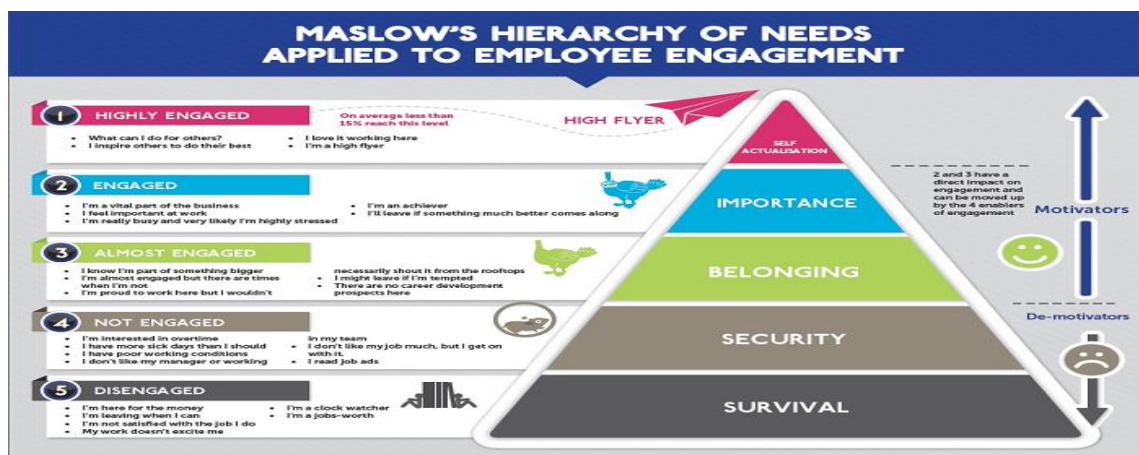 MASLOW'S HIERARCHY OF NEEDS
APPLIED TO EMPLOYEE ENGAGEMENT
1 HIGHLY ENGAGED
On average less than
15% reach this level
HIGH FLYER
• What can I do for others?
• I inspire others to do their best
• I love it working here
• I'm a high flyer
SELF
ACTUALISATION
2 ENGAGED
• I'm a vital part of the business
• I feel important at work
• I'm really busy and very likely I'm highly stressed
• I'm an achiever
• I'll leave if something much better comes along
IMPORTANCE
2 and 3 have a
direct impact on
engagement and
can be moved up
by the 4 enablers
of engagement
Motivators
3 ALMOST ENGAGED
• I know I'm part of something bigger
• I'm almost engaged but there are times
when I'm not
• I'm proud to work here but I wouldn't
necessarily shout it from the rooftops
• I might leave if I'm tempted
• There are no career development
prospects here
BELONGING
De-motivators
4 NOT ENGAGED
• I'm interested in overtime
• I have more sick days than I should
• I have poor working conditions
• I don't like my manager or working
in my team
• I don't like my job much, but I get on
with it.
• I read job ads
SECURITY
5 DISENGAGED
• I'm here for the money
• I'm leaving when I can
• I'm not satisfied with the job I do
• My work doesn't excite me
• I'm a clock watcher
• I'm a jobs-worth
SURVIVAL